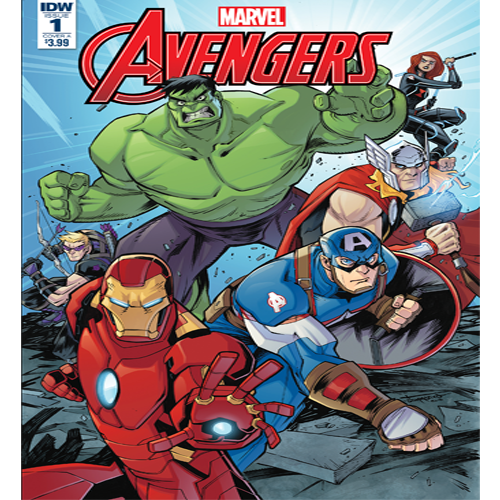 IDW
ISSUE
1
COVER A
$3.99
MARVEL
AVENGERS
A